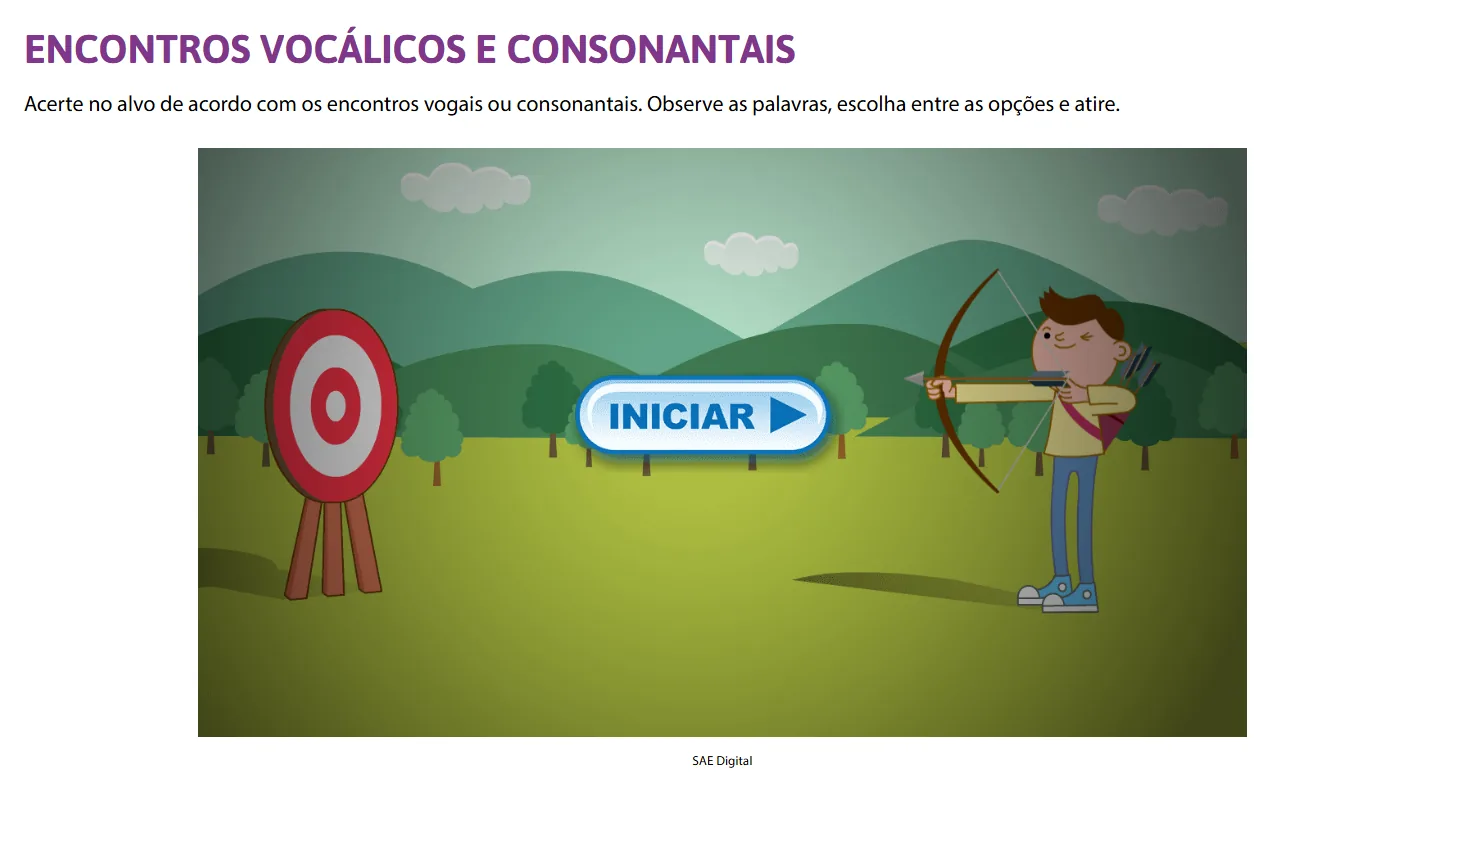 ENCONTROS VOCÁLICOS E CONSONANTAIS
Acerte no alvo de acordo com os encontros vogais ou consonantais. Observe as palavras, escolha entre as opções e atire.
INICIAR
SAE Digital